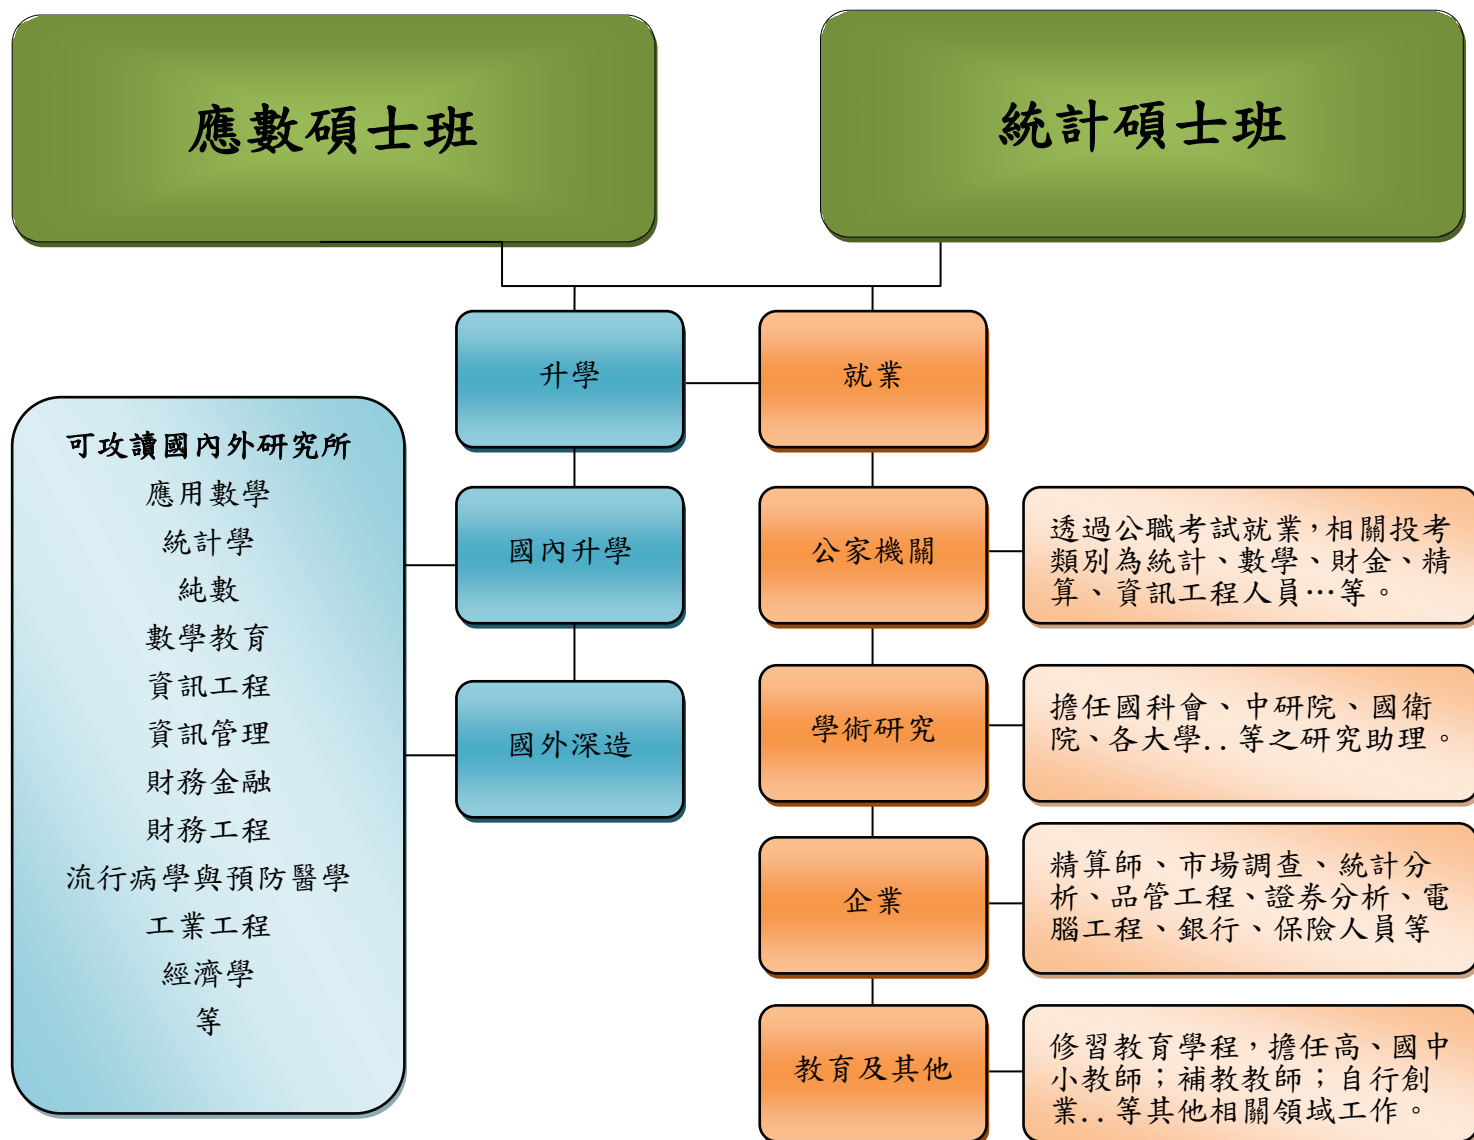 應數碩士班
統計碩士班
升學
就業
可攻讀國內外研究所
應用數學
統計學
純數
數學教育
資訊工程
資訊管理
財務金融
財務工程
流行病學與預防醫學
工業工程
經濟學
等
國內升學
國外深造
公家機關
透過公職考試就業，相關投考
類別為統計、數學、財金、精
算、資訊工程人員…等。
學術研究
擔任國科會、中研院、國衛
院、各大學..等之研究助理。
企業
精算師、市場調查、統計分
析、品管工程、證券分析、電
腦工程、銀行、保險人員等
教育及其他
修習教育學程，擔任高、國中
小教師；補教教師；自行創
業..等其他相關領域工作。